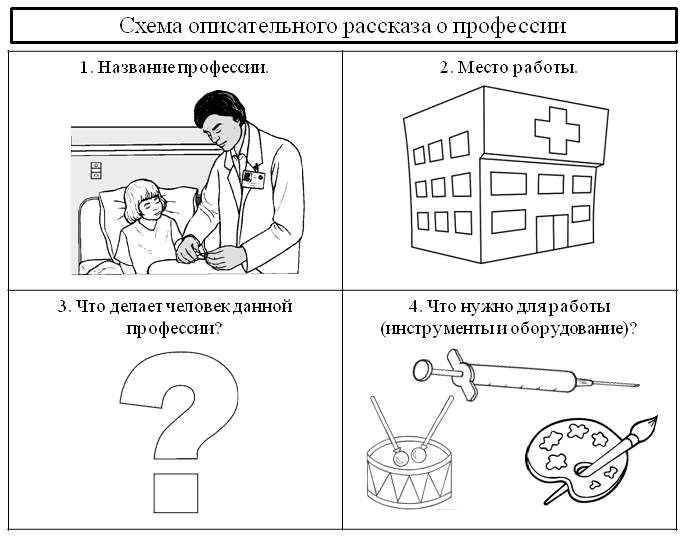 Схема описательного рассказа о профессии
1. Название профессии.
2. Место работы.
3. Что делает человек данной
профессии?
4. Что нужно для работы
(инструменты и оборудование)?